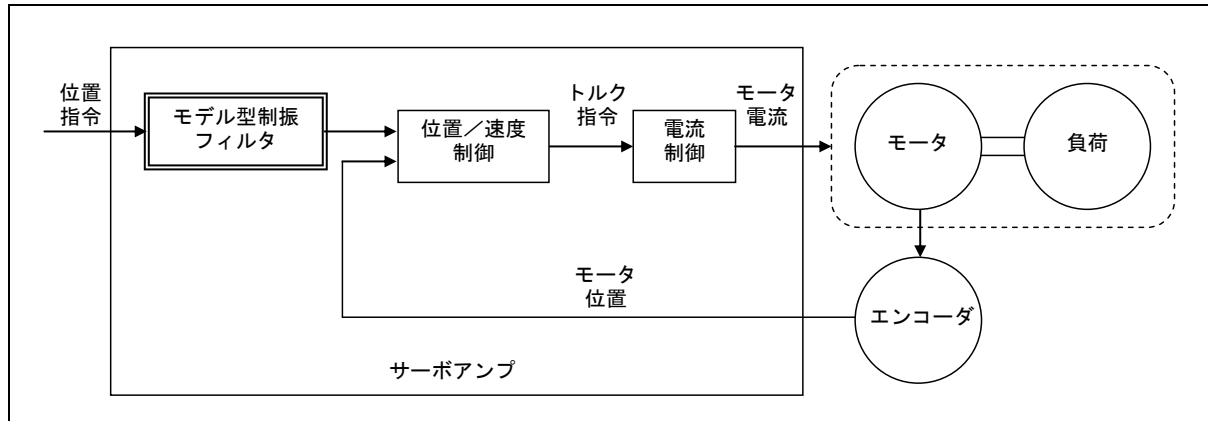 位置
指令
モデル型制振
フィルタ
位置／速度
制御
トルク
指令
電流
制御
モータ
電流
モータ
負荷
モータ
位置
エンコーダ
サーボアンプ